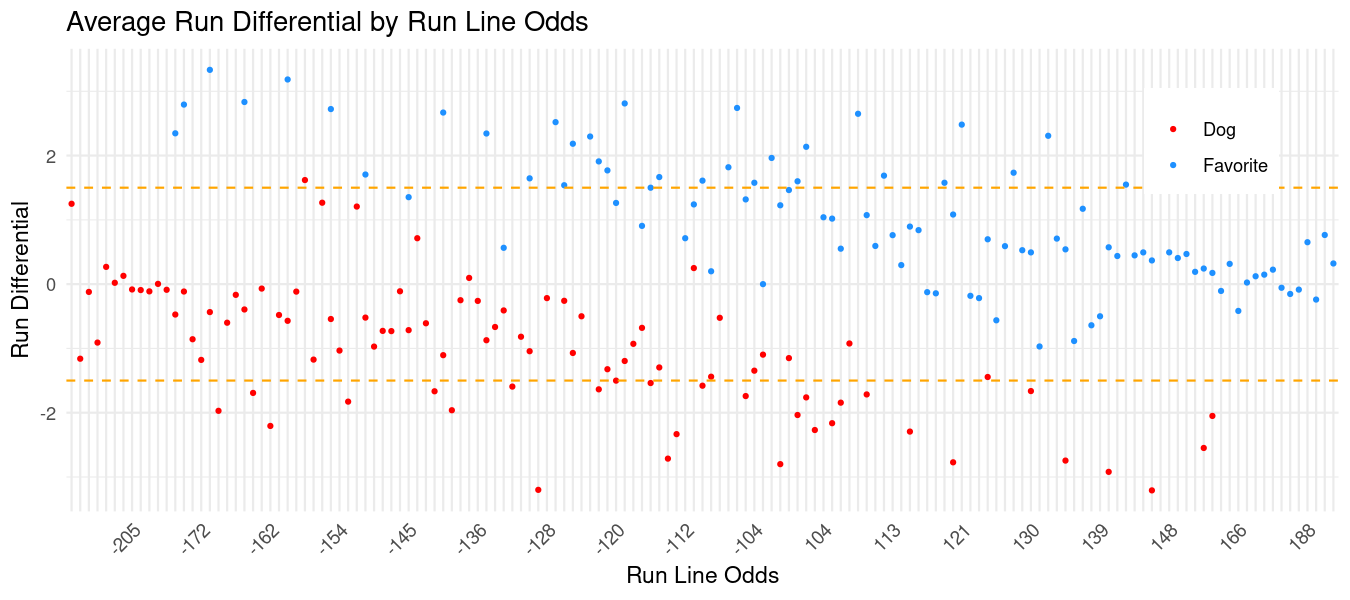 Average Run Differential by Run Line Odds
Dog
Favorite
Run Differential
2
0
-2
-205 -172 -162 -154 -145 -136 -128 -120 -112 -104 104 113 121 130 139 148 166 188
Run Line Odds